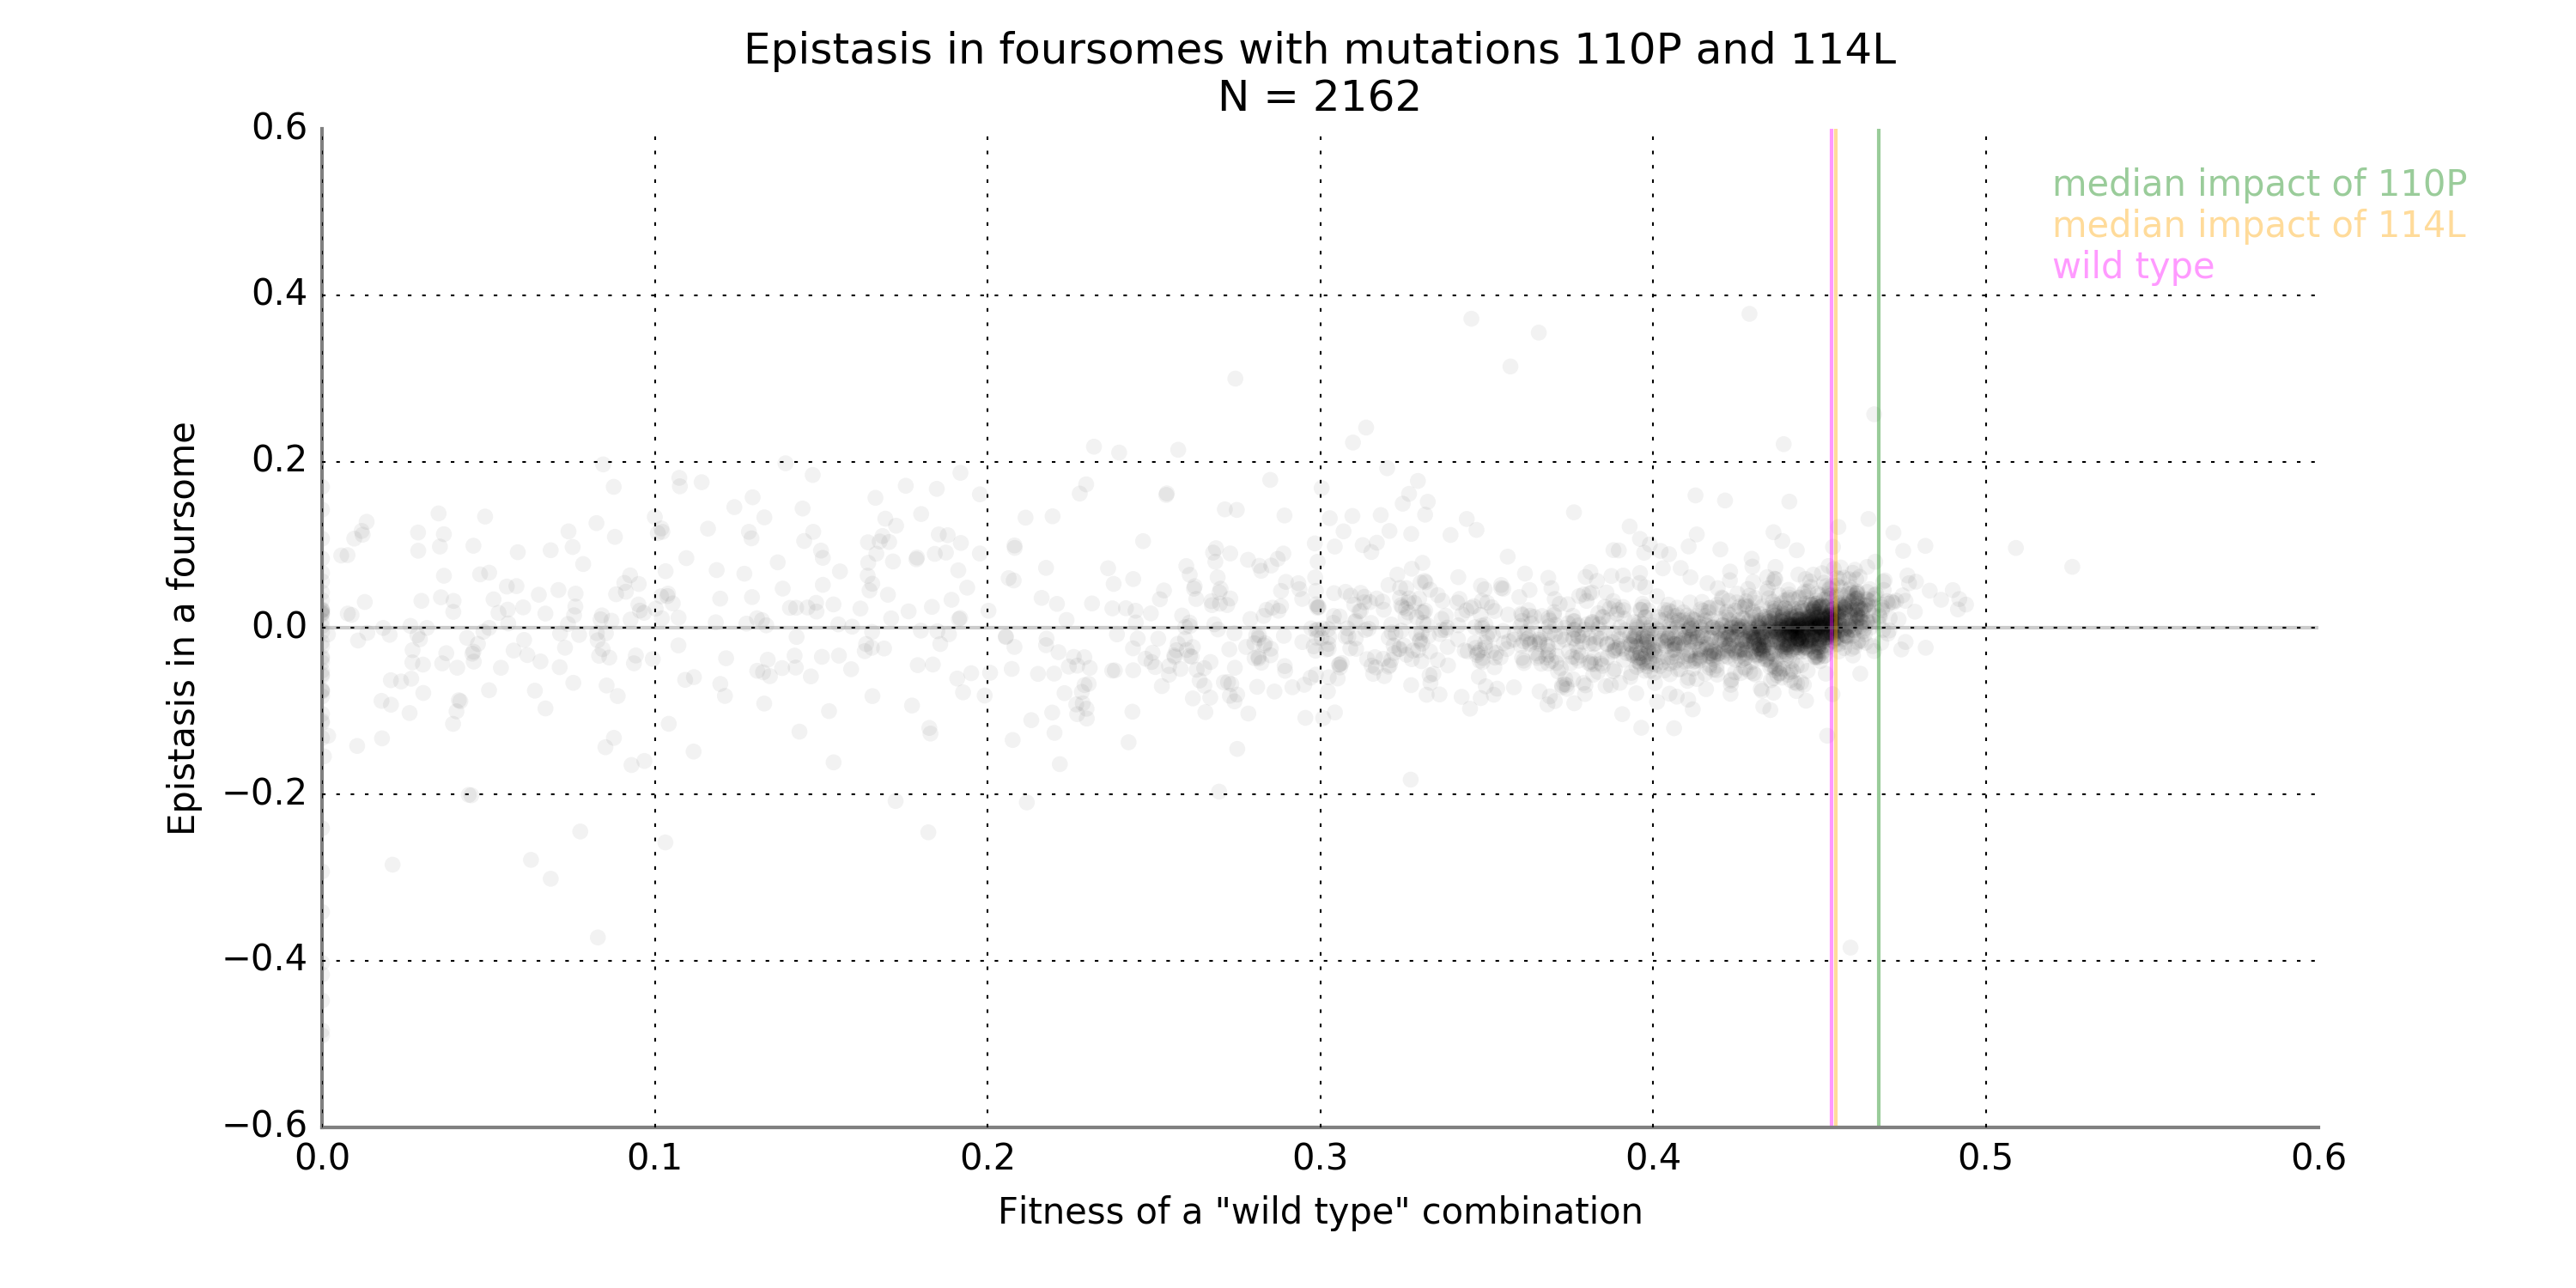 Epistasis in foursomes with mutations 110P and 114L
N = 2162
0.6
0.4
0.2
0.0
−0.2
−0.4
−0.6
Epistasis in a foursome
median impact of 110P
median impact of 114L
wild type
0.0 0.1 0.2 0.3 0.4 0.5 0.6
Fitness of a "wild type" combination